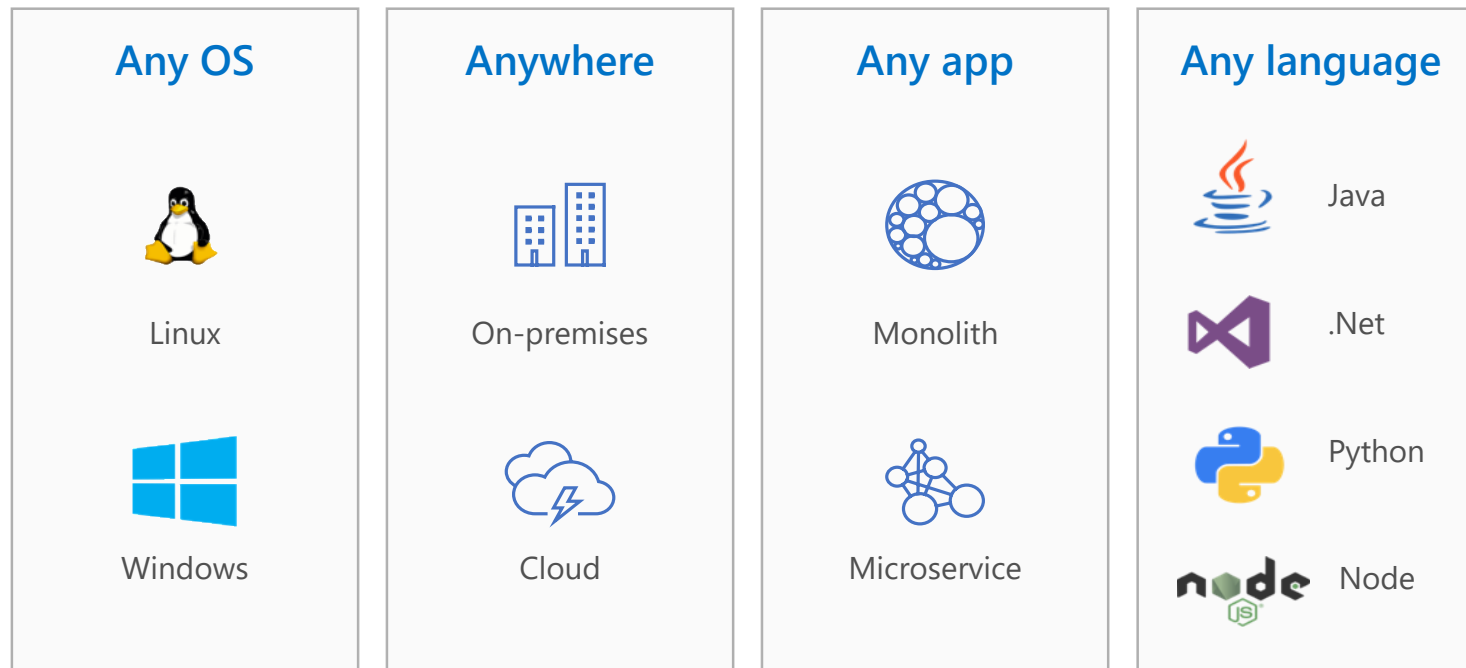 Any OS
Linux
Windows
Anywhere
On-premises
Cloud
Any app
Monolith
Microservice
Any language
Java
.Net
Python
node
JS
Node